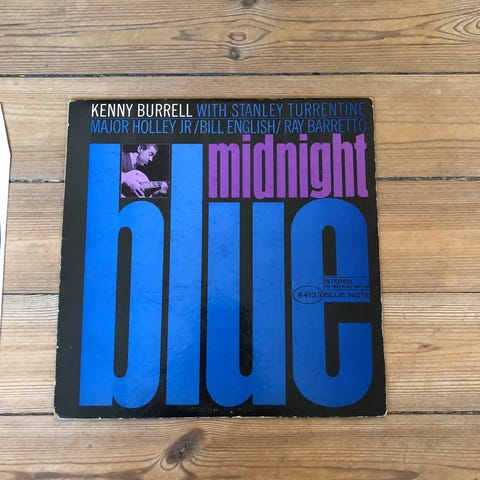 KENNY BURRELL WITH STANLEY TURRENTINE
MAJOR HOLLEY JR/BILL ENGLISH/RAY BARRETTO
midnight
blue
STEREO
84123 BLUE NOTE